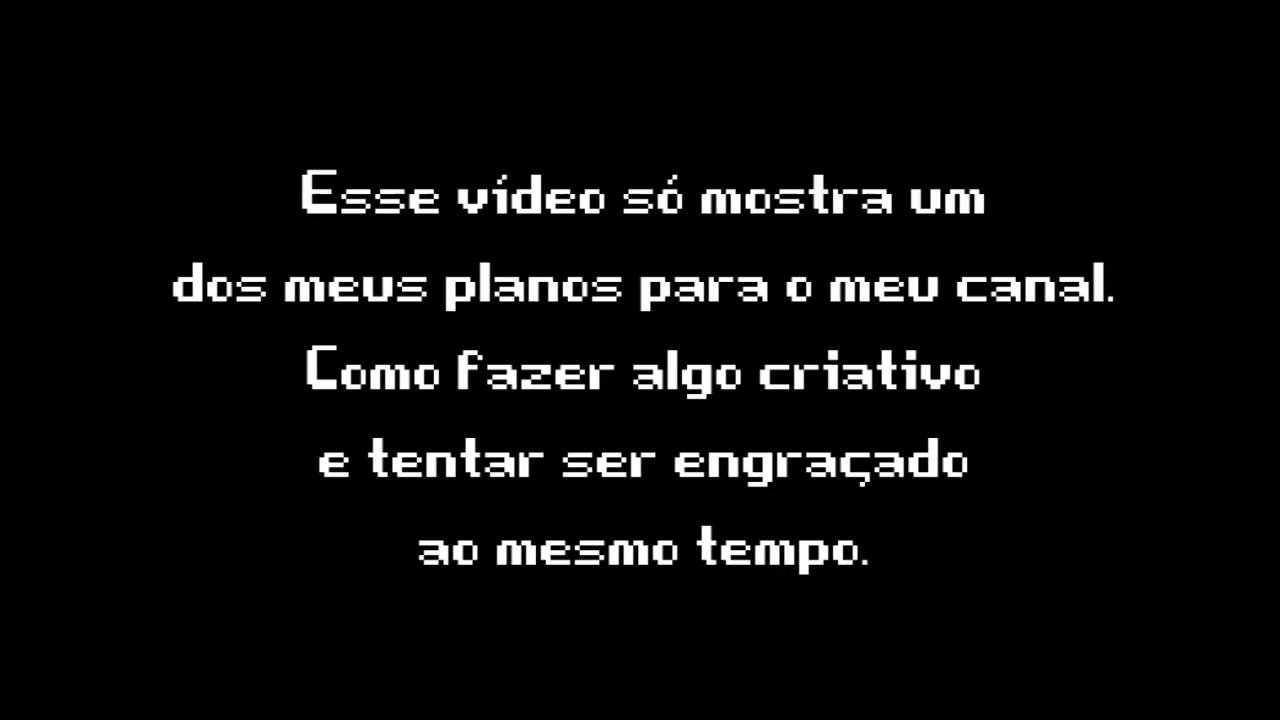 Esse vídeo só mostra um
dos meus planos para o meu canal.
Como fazer algo criativo
e tentar ser engraçado
ao mesmo tempo.